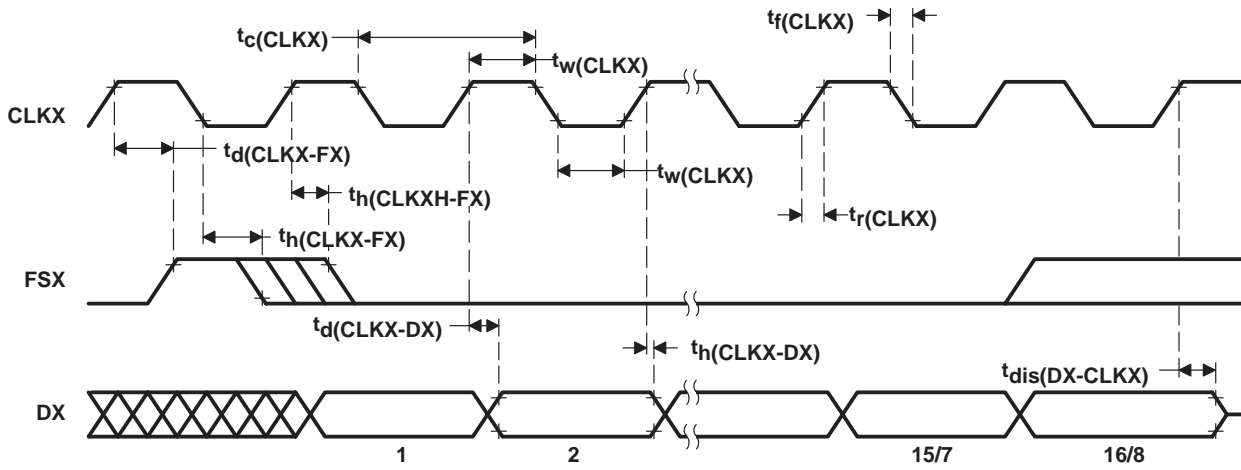 tc(CLKX)
tf(CLKX)
tw(CLKX)
CLKX
td(CLKX-FX)
tw(CLKX)
th(CLKXH-FX)
tr(CLKX)
th(CLKX-FX)
FSX
td(CLKX-DX)
th(CLKX-DX)
tdis(DX-CLKX)
DX
1 2 15/7 16/8